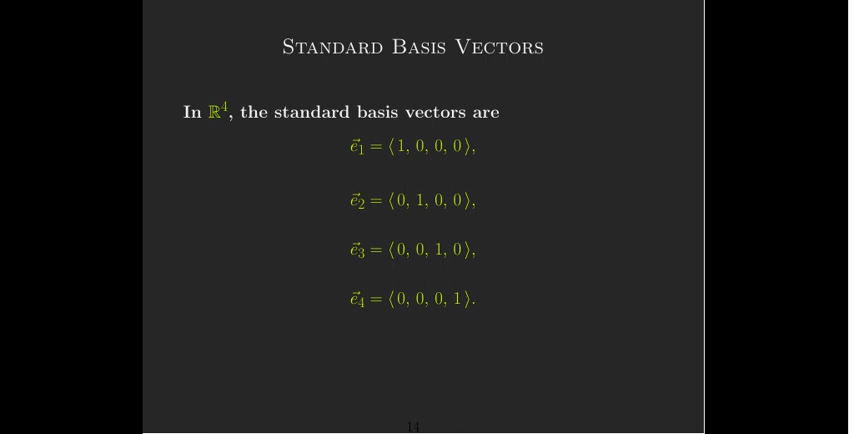 Standard Basis Vectors
In ℝ⁴, the standard basis vectors are
e⃗₁ = ⟨ 1, 0, 0, 0 ⟩,
e⃗₂ = ⟨ 0, 1, 0, 0 ⟩,
e⃗₃ = ⟨ 0, 0, 1, 0 ⟩,
e⃗₄ = ⟨ 0, 0, 0, 1 ⟩.
14